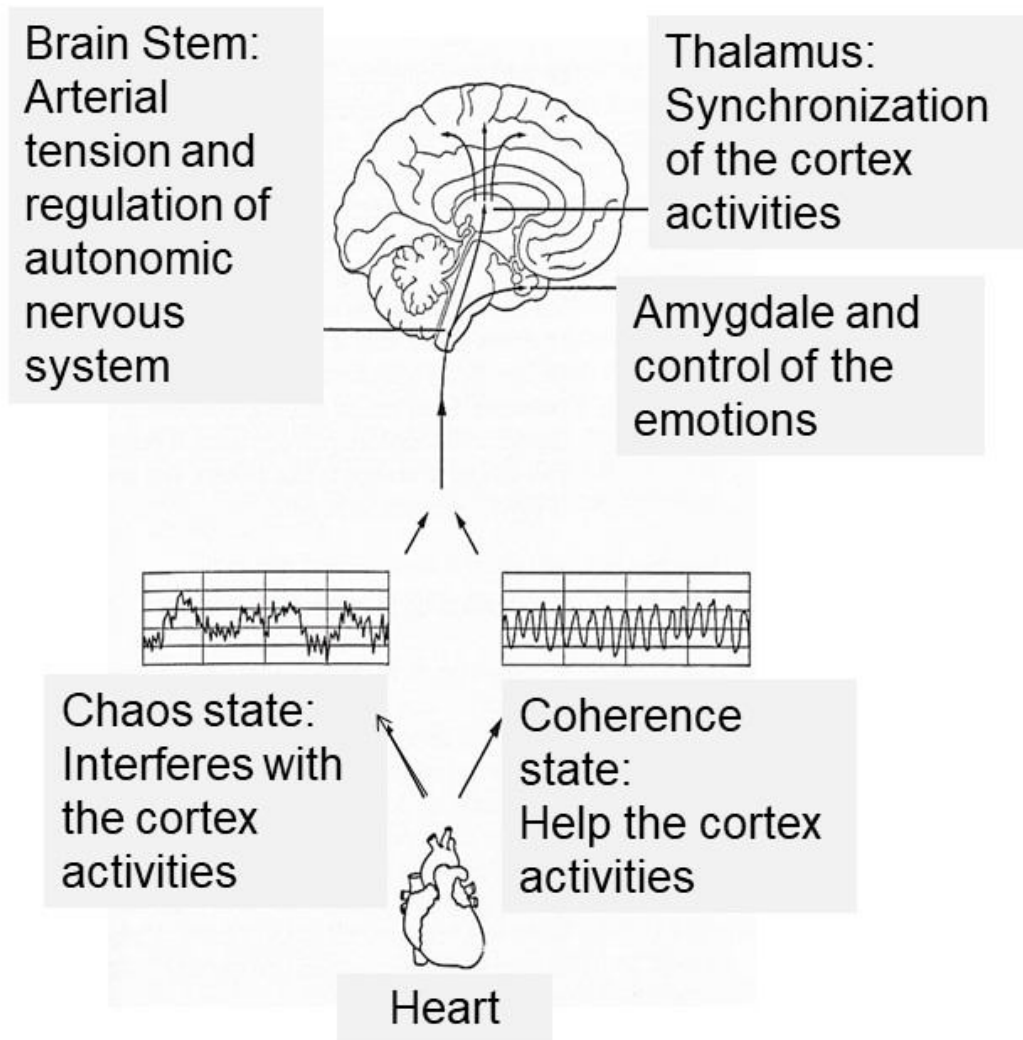 Brain Stem:
Arterial
tension and
regulation of
autonomic
nervous
system
Thalamus:
Synchronization
of the cortex
activities
Amygdale and
control of the
emotions
Chaos state:
Interferes with
the cortex
activities
Coherence
state:
Help the cortex
activities
Heart